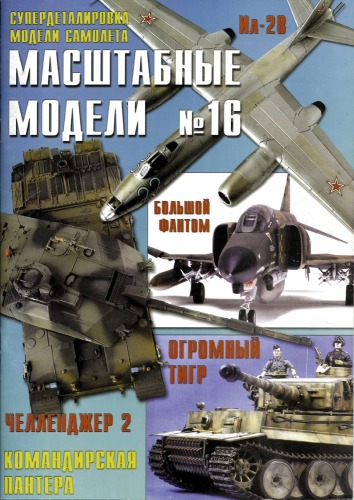 СУПЕРДЕТАЛИРОВКА
МОДЕЛИ САМОЛЕТА
Ил-28
МАСШТАБНЫЕ
МОДЕЛИ №16
БОЛЬШОЙ
ФАНТОМ
ОГРОМНЫЙ
ТИГР
ЧЕЛЛЕНДЖЕР 2
КОМАНДИРСКАЯ
ПАНТЕРА